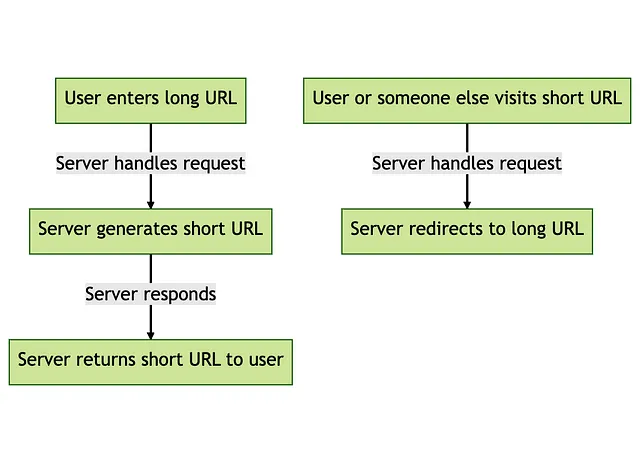 User enters long URL
Server handles request
Server generates short URL
Server responds
Server returns short URL to user
User or someone else visits short URL
Server handles request
Server redirects to long URL